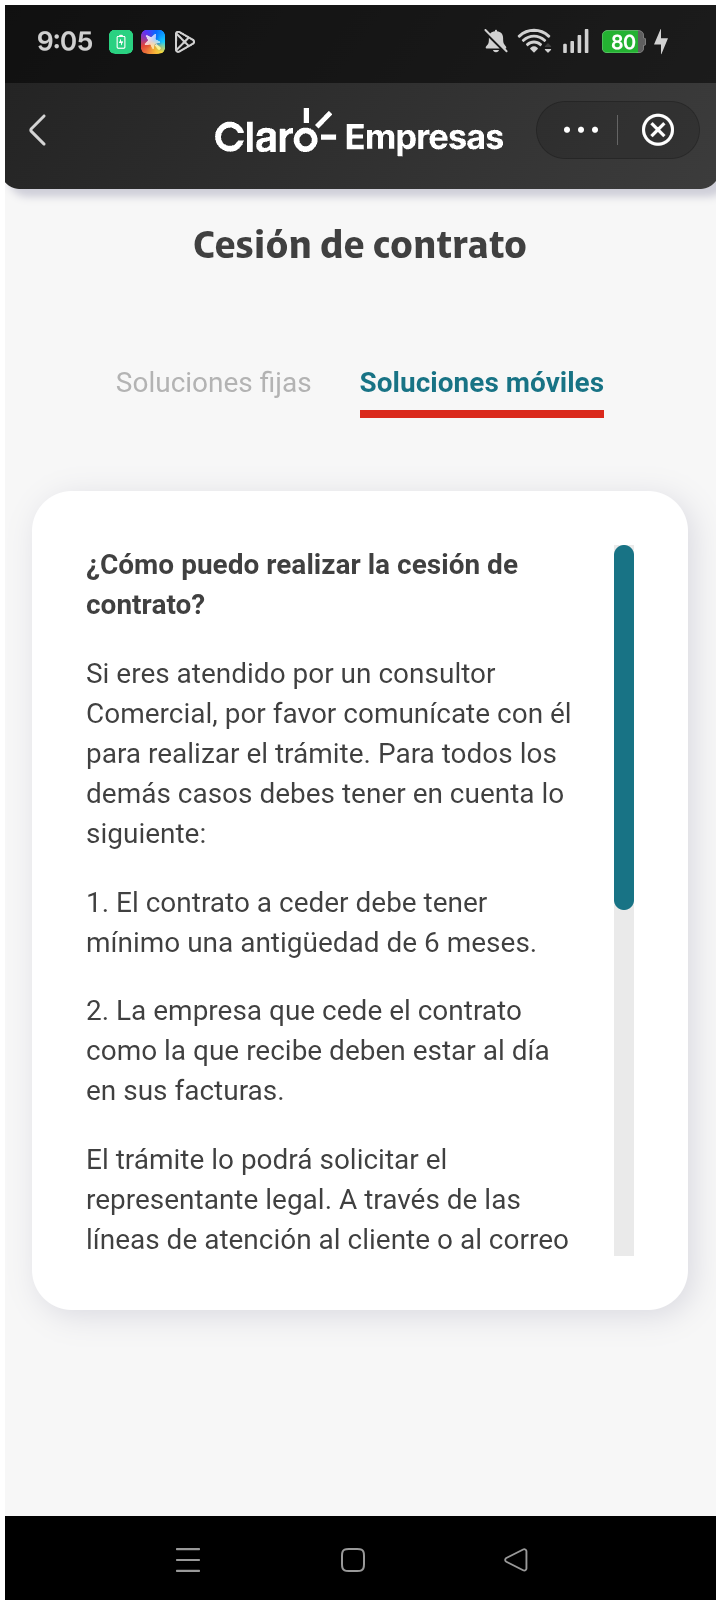 9:05
80
Claro Empresas
Cesión de contrato
Soluciones fijas
Soluciones móviles
¿Cómo puedo realizar la cesión de
contrato?
Si eres atendido por un consultor
Comercial, por favor comunícate con él
para realizar el trámite. Para todos los
demás casos debes tener en cuenta lo
siguiente:
1. El contrato a ceder debe tener
mínimo una antigüedad de 6 meses.
2. La empresa que cede el contrato
como la que recibe deben estar al día
en sus facturas.
El trámite lo podrá solicitar el
representante legal. A través de las
líneas de atención al cliente o al correo